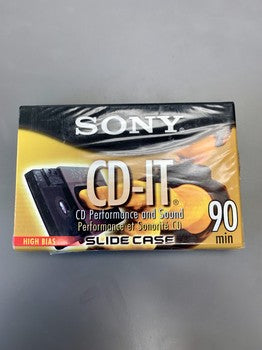 SONY
CD-IT®
CD Performance and Sound
Performance et Sonorité CD
90
min
HIGH BIAS
SLIDE CASE